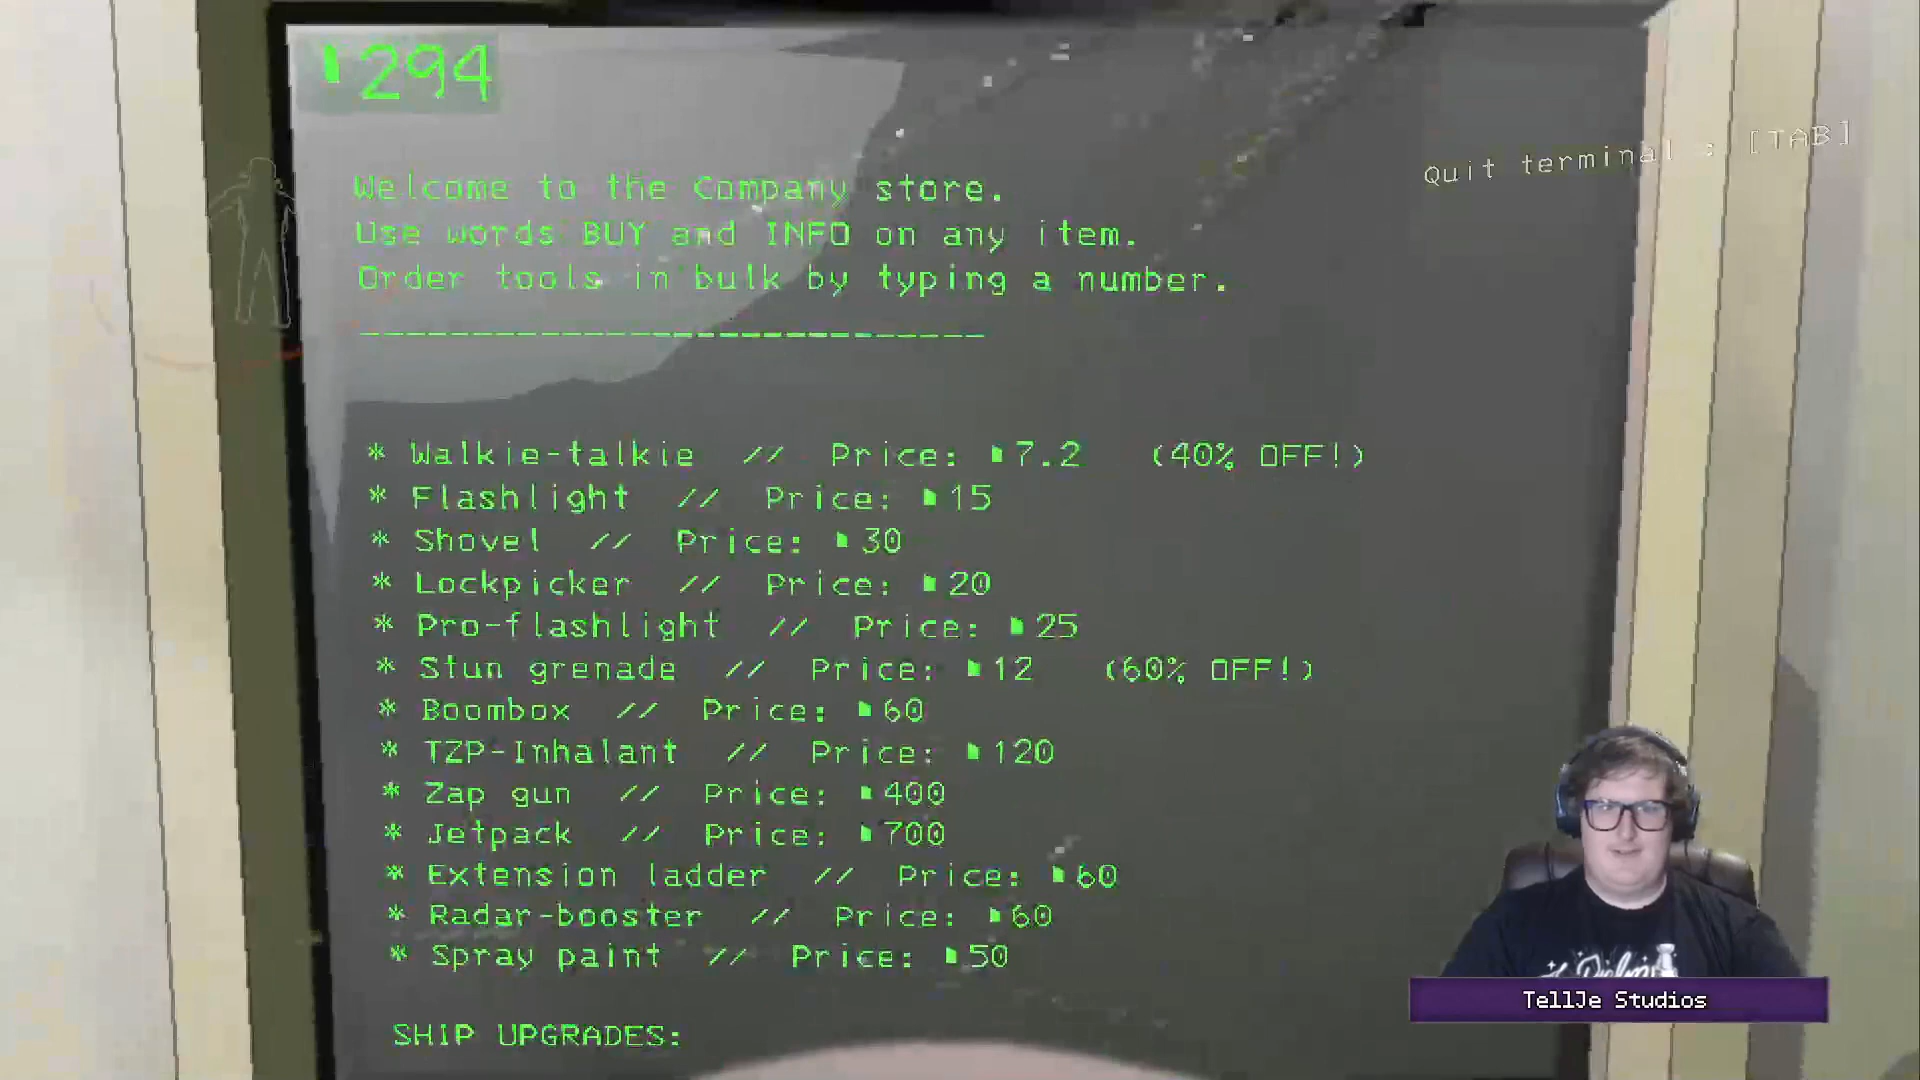 294
Quit terminal : [TAB]
Welcome to the Company store.
Use words BUY and INFO on any item.
Order tools in bulk by typing a number.
____________________________
* Walkie-talkie // Price: 7.2 (40% OFF!)
* Flashlight // Price: 15
* Shovel // Price: 30
* Lockpicker // Price: 20
* Pro-flashlight // Price: 25
* Stun grenade // Price: 12 (60% OFF!)
* Boombox // Price: 60
* TZP-Inhalant // Price: 120
* Zap gun // Price: 400
* Jetpack // Price: 700
* Extension ladder // Price: 60
* Radar-booster // Price: 60
* Spray paint // Price: 50
SHIP UPGRADES:
TellJe Studios